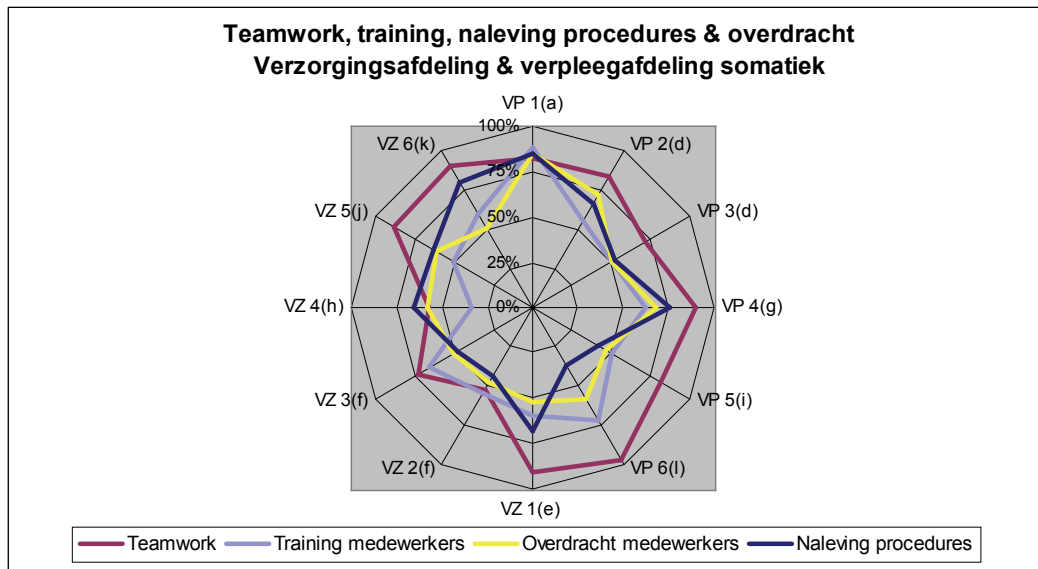 Teamwork, training, naleving procedures & overdracht
Verzorgingsafdeling & verpleegafdeling somatiek
VP 1(a)
100%
VZ 6(k)
VP 2(d)
75%
VZ 5(j)
VP 3(d)
50%
25%
VZ 4(h)
0%
VP 4(g)
VZ 3(f)
VP 5(i)
VZ 2(f)
VP 6(l)
VZ 1(e)
Teamwork
Training medewerkers
Overdracht medewerkers
Naleving procedures